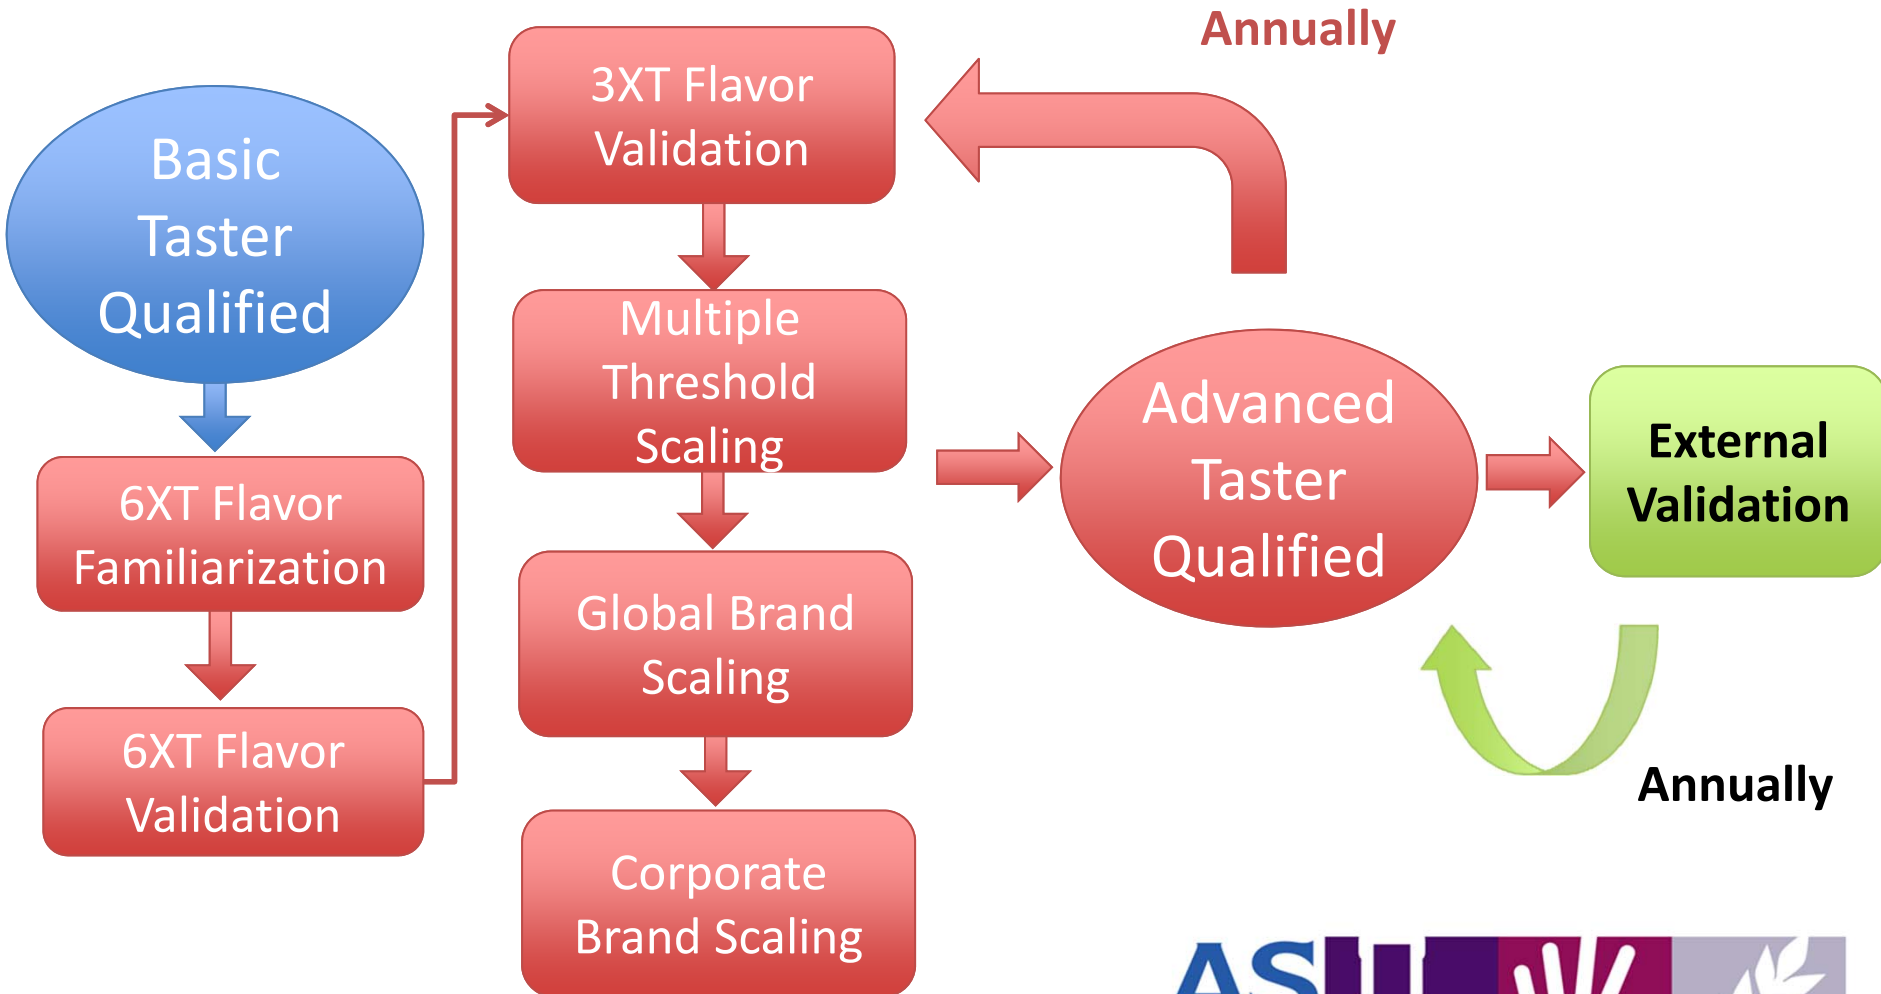 Annually
Basic
Taster
Qualified
6XT Flavor
Familiarization
6XT Flavor
Validation
3XT Flavor
Validation
Multiple
Threshold
Scaling
Global Brand
Scaling
Corporate
Brand Scaling
Advanced
Taster
Qualified
External
Validation
Annually